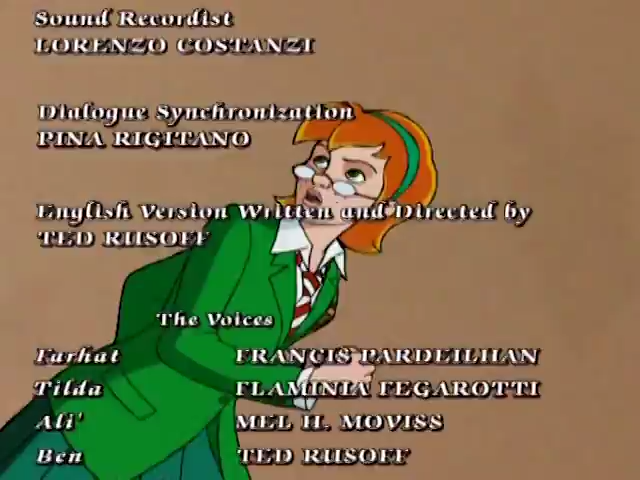 Sound Recordist
LORENZO COSTANZI
Dialogue Synchronization
PINA RIGITANO
English Version Written and Directed by
TED RUSOFF
The Voices
Farhat FRANCIS PARDEILHAN
Tilda FLAMINIA FEGAROTTI
Ali' MEL H. MOVISS
Ben TED RUSOFF